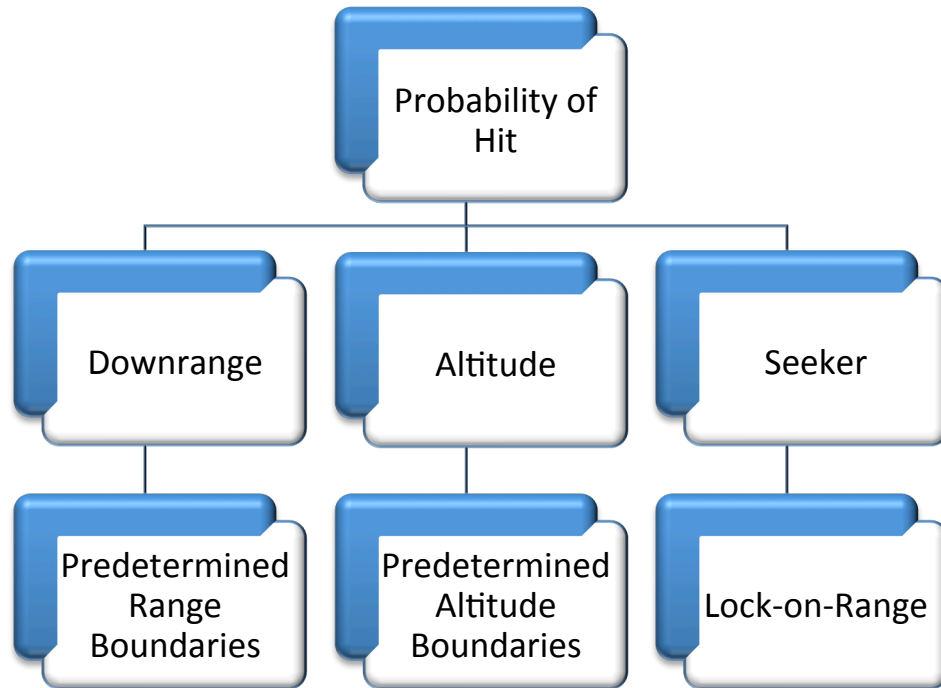 Probability of
Hit
Downrange
Altitude
Seeker
Predetermined
Range
Boundaries
Predetermined
Altitude
Boundaries
Lock-on-Range